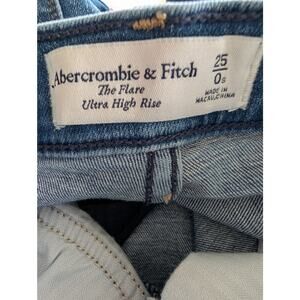 Abercrombie & Fitch
The Flare
Ultra High Rise
25
0s
MADE IN
MACAU, CHINA